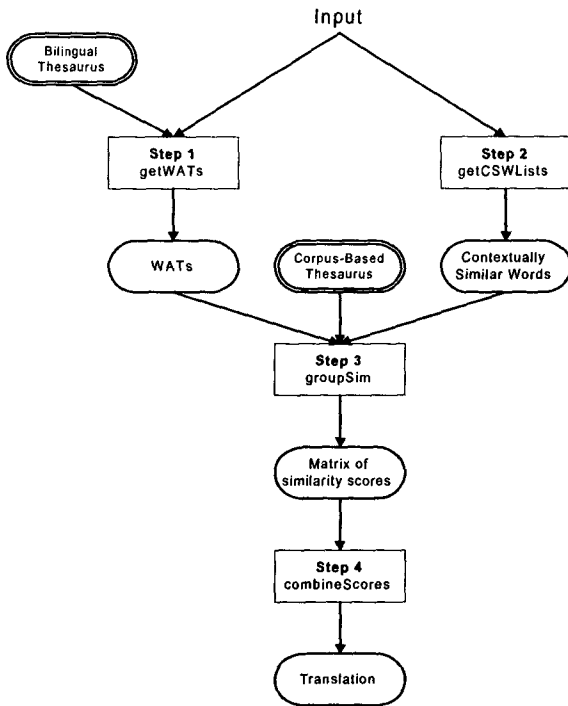 Input
Bilingual
Thesaurus
Step 1
getWATs
Step 2
getCSWLists
WATs
Corpus-Based
Thesaurus
Contextually
Similar Words
Step 3
groupSim
Matrix of
similarity scores
Step 4
combineScores
Translation